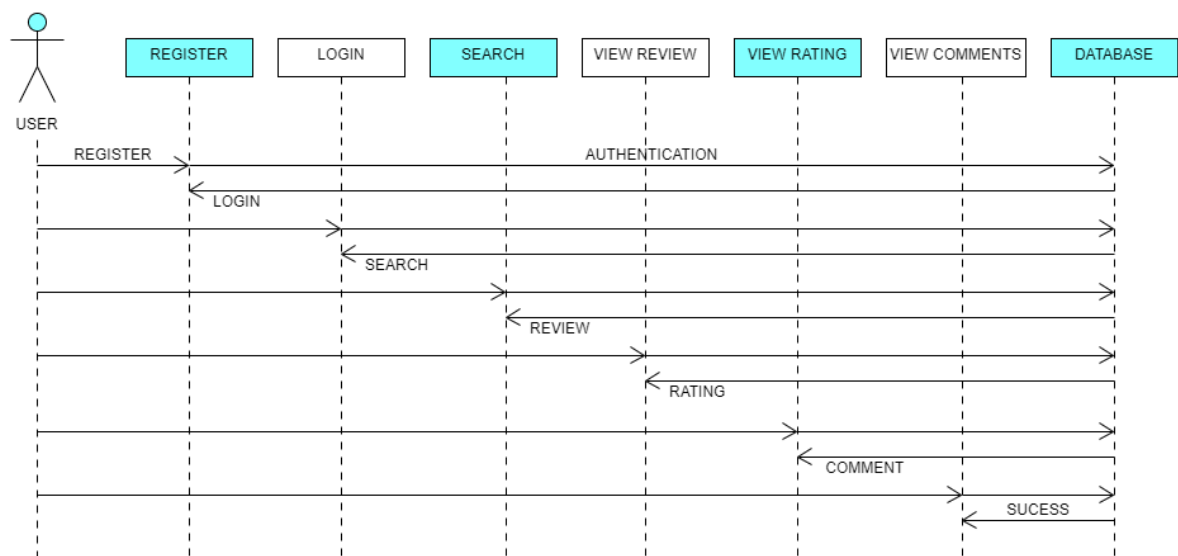 REGISTER
LOGIN
SEARCH
VIEW REVIEW
VIEW RATING
VIEW COMMENTS
DATABASE
USER
REGISTER
AUTHENTICATION
LOGIN
SEARCH
REVIEW
RATING
COMMENT
SUCESS